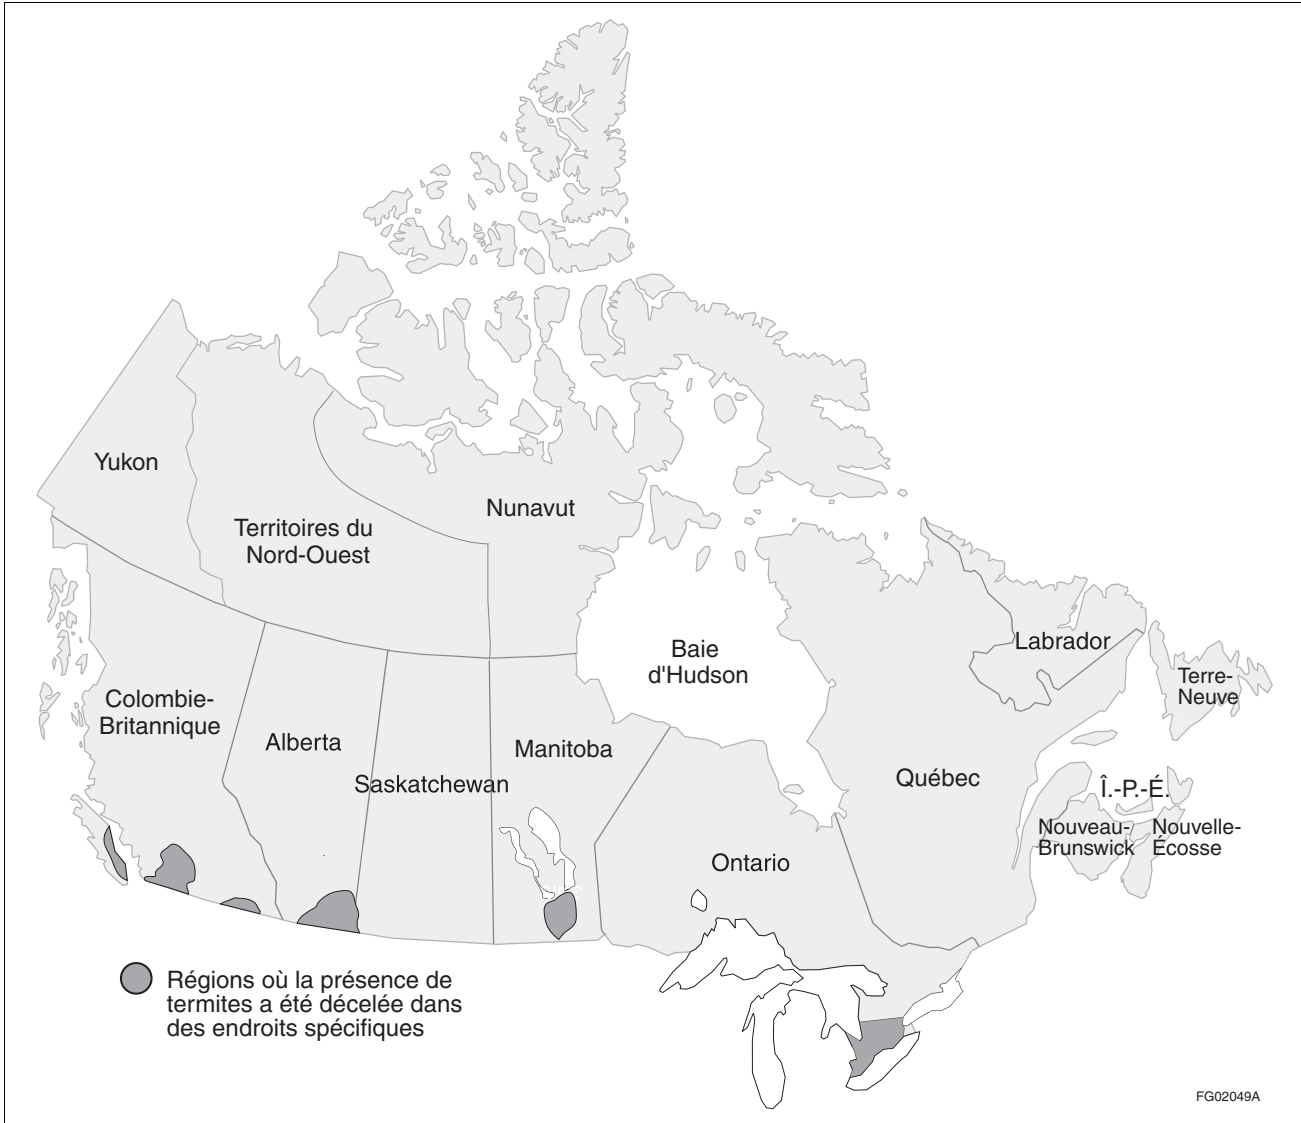 Yukon
Territoires du
Nord-Ouest
Nunavut
Baie
d'Hudson
Labrador
Terre-
Neuve
Colombie-
Britannique
Alberta
Saskatchewan
Manitoba
Ontario
Québec
Î.-P.-É.
Nouveau-
Brunswick
Nouvelle-
Écosse
Régions où la présence de
termites a été décelée dans
des endroits spécifiques
FG02049A